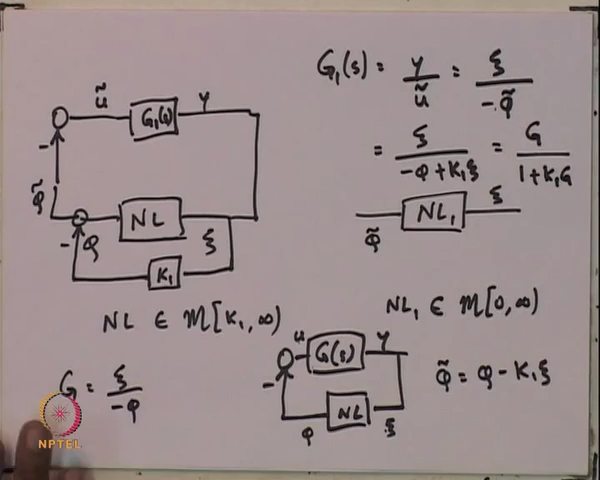 G₁(s) = y/ũ = ξ/-φ̃
= ξ/(-φ+K₁ξ) = G/(1+K₁G)
ũ G₁(s) y
-
φ̃
NL
- φ ξ
K₁
NL₁
φ̃ ξ
NL ∈ M[K₁, ∞)
NL₁ ∈ M[0, ∞)
G = ξ/-φ
u G(s) y
-
NL
φ ξ
φ̃ = φ - K₁ξ
NPTEL